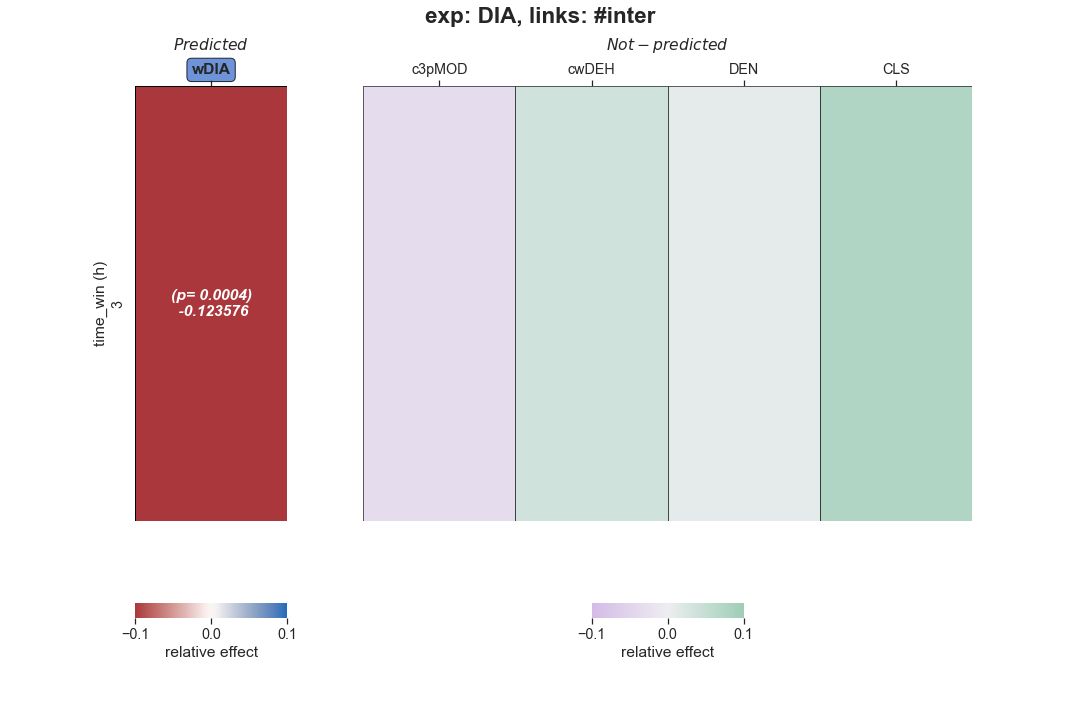 exp: DIA, links: #inter
Predicted
Not – predicted
wDIA
c3pMOD
cwDEH
DEN
CLS
time_win (h)
3
(p= 0.0004)
-0.123576
−0.1
0.0
0.1
relative effect
−0.1
0.0
0.1
relative effect